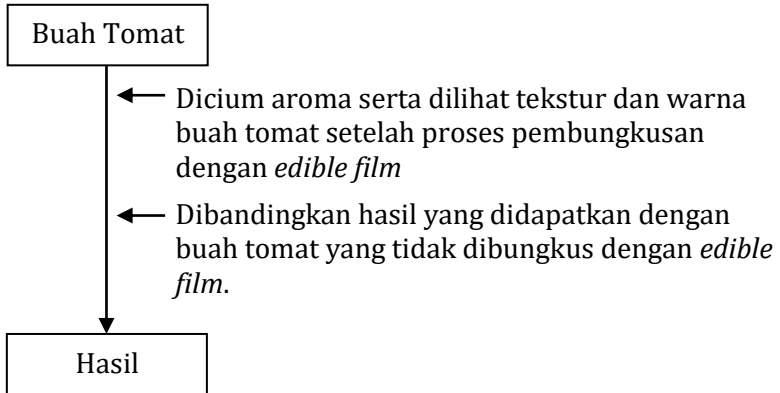 Buah Tomat
Dicium aroma serta dilihat tekstur dan warna
buah tomat setelah proses pembungkusan
dengan edible film
Dibandingkan hasil yang didapatkan dengan
buah tomat yang tidak dibungkus dengan edible
film.
Hasil